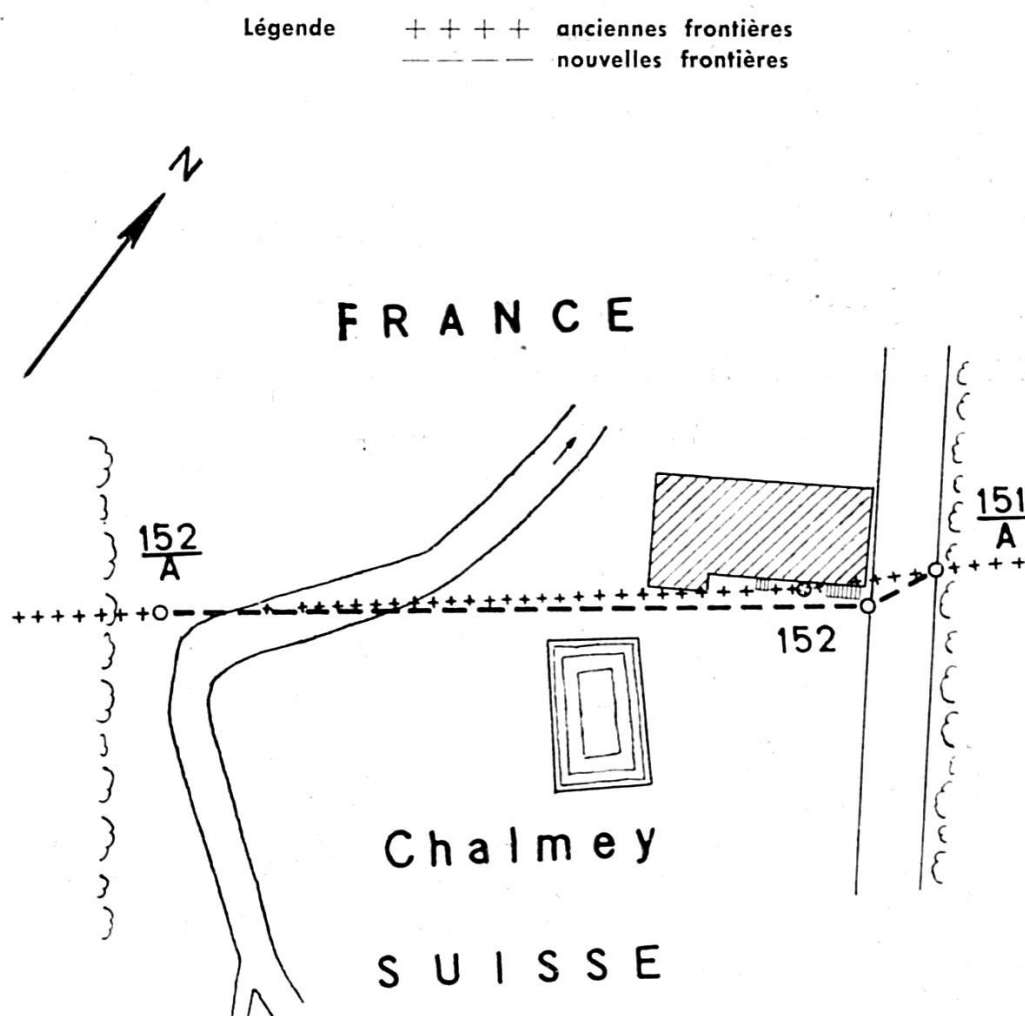 Légende + + + + anciennes frontières
— — — — — nouvelles frontières
N
FRANCE
151
A
152
A
152
Chalmey
SUISSE